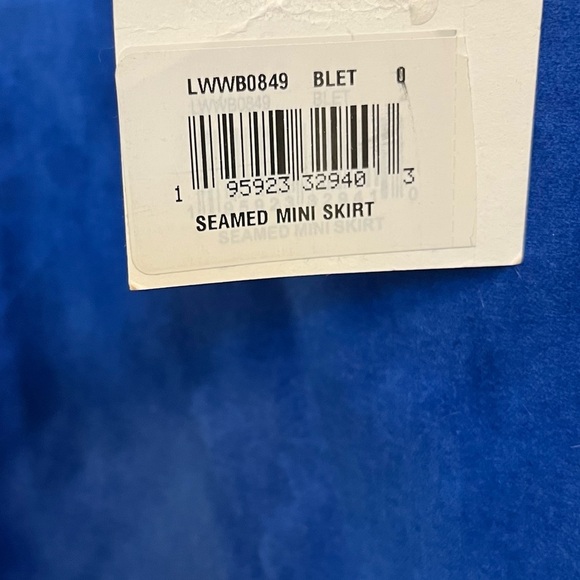 LWWB0849 BLET 0
1 95923 32940 3
SEAMED MINI SKIRT